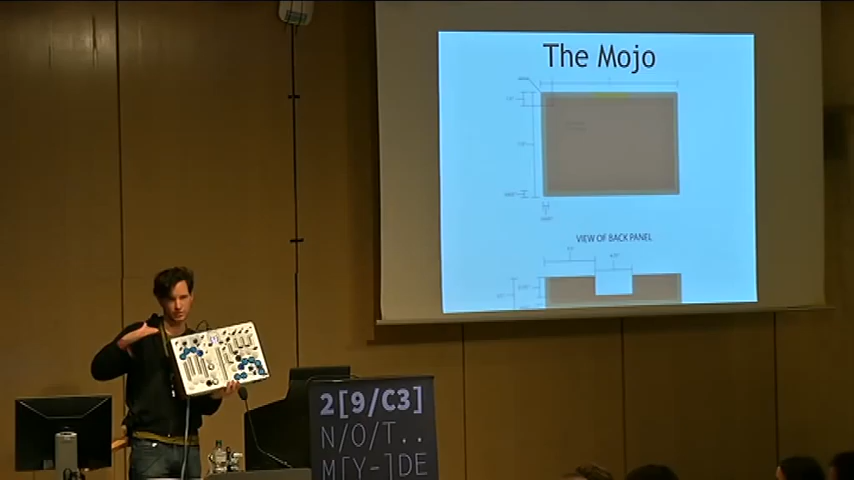 The Mojo
VIEW OF BACK PANEL
2[9/C3]
N/O/T..
M[Y-]DE